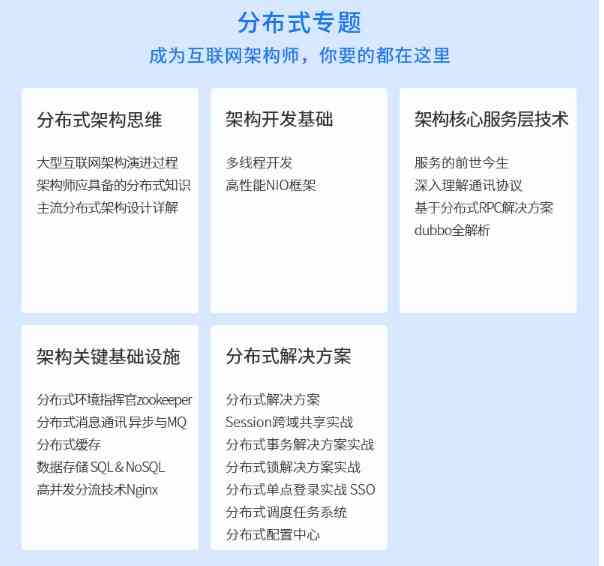 分布式专题
成为互联网架构师，你要的都在这里
分布式架构思维
大型互联网架构演进过程
架构师应具备的分布式知识
主流分布式架构设计详解
架构开发基础
多线程开发
高性能NIO框架
架构核心服务层技术
服务的前世今生
深入理解通讯协议
基于分布式RPC解决方案
dubbo全解析
架构关键基础设施
分布式环境指挥官zookeeper
分布式消息通讯 异步与MQ
分布式缓存
数据存储 SQL & NoSQL
高并发分流技术Nginx
分布式解决方案
分布式解决方案
Session跨域共享实战
分布式事务解决方案实战
分布式锁解决方案实战
分布式单点登录实战 SSO
分布式调度任务系统
分布式配置中心